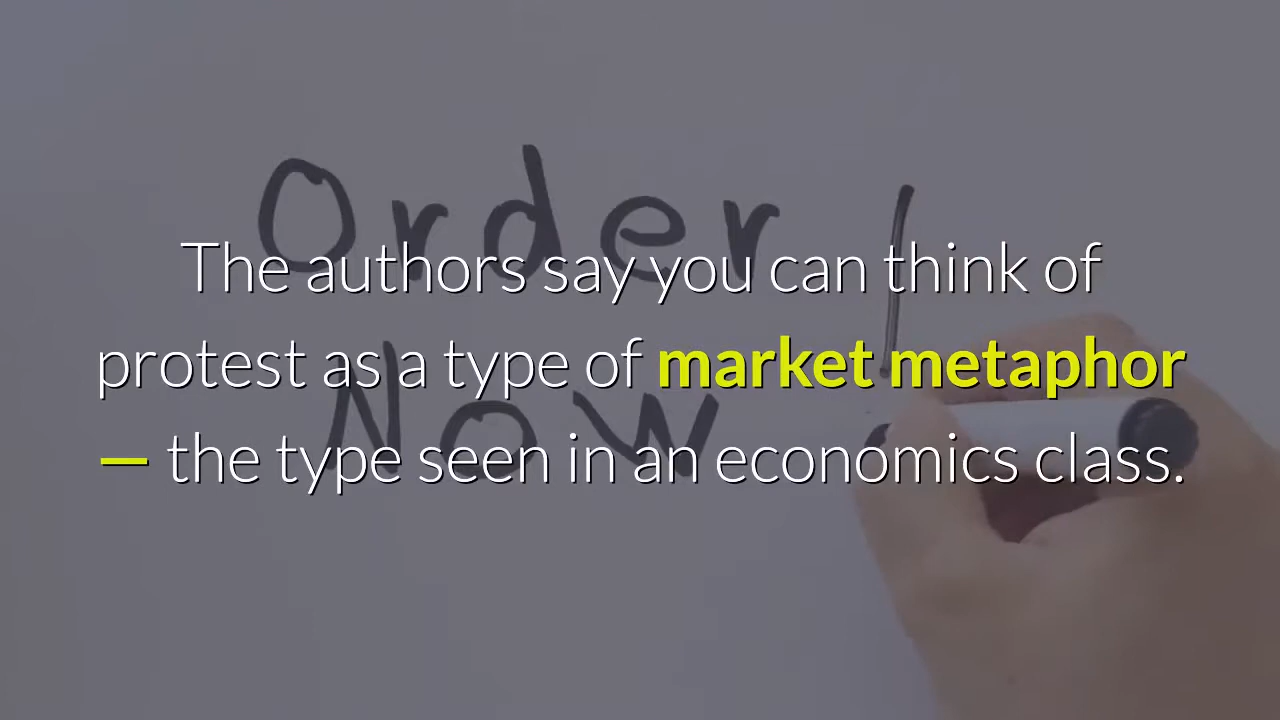 Order !
The authors say you can think of
protest as a type of market metaphor
Now
— the type seen in an economics class.